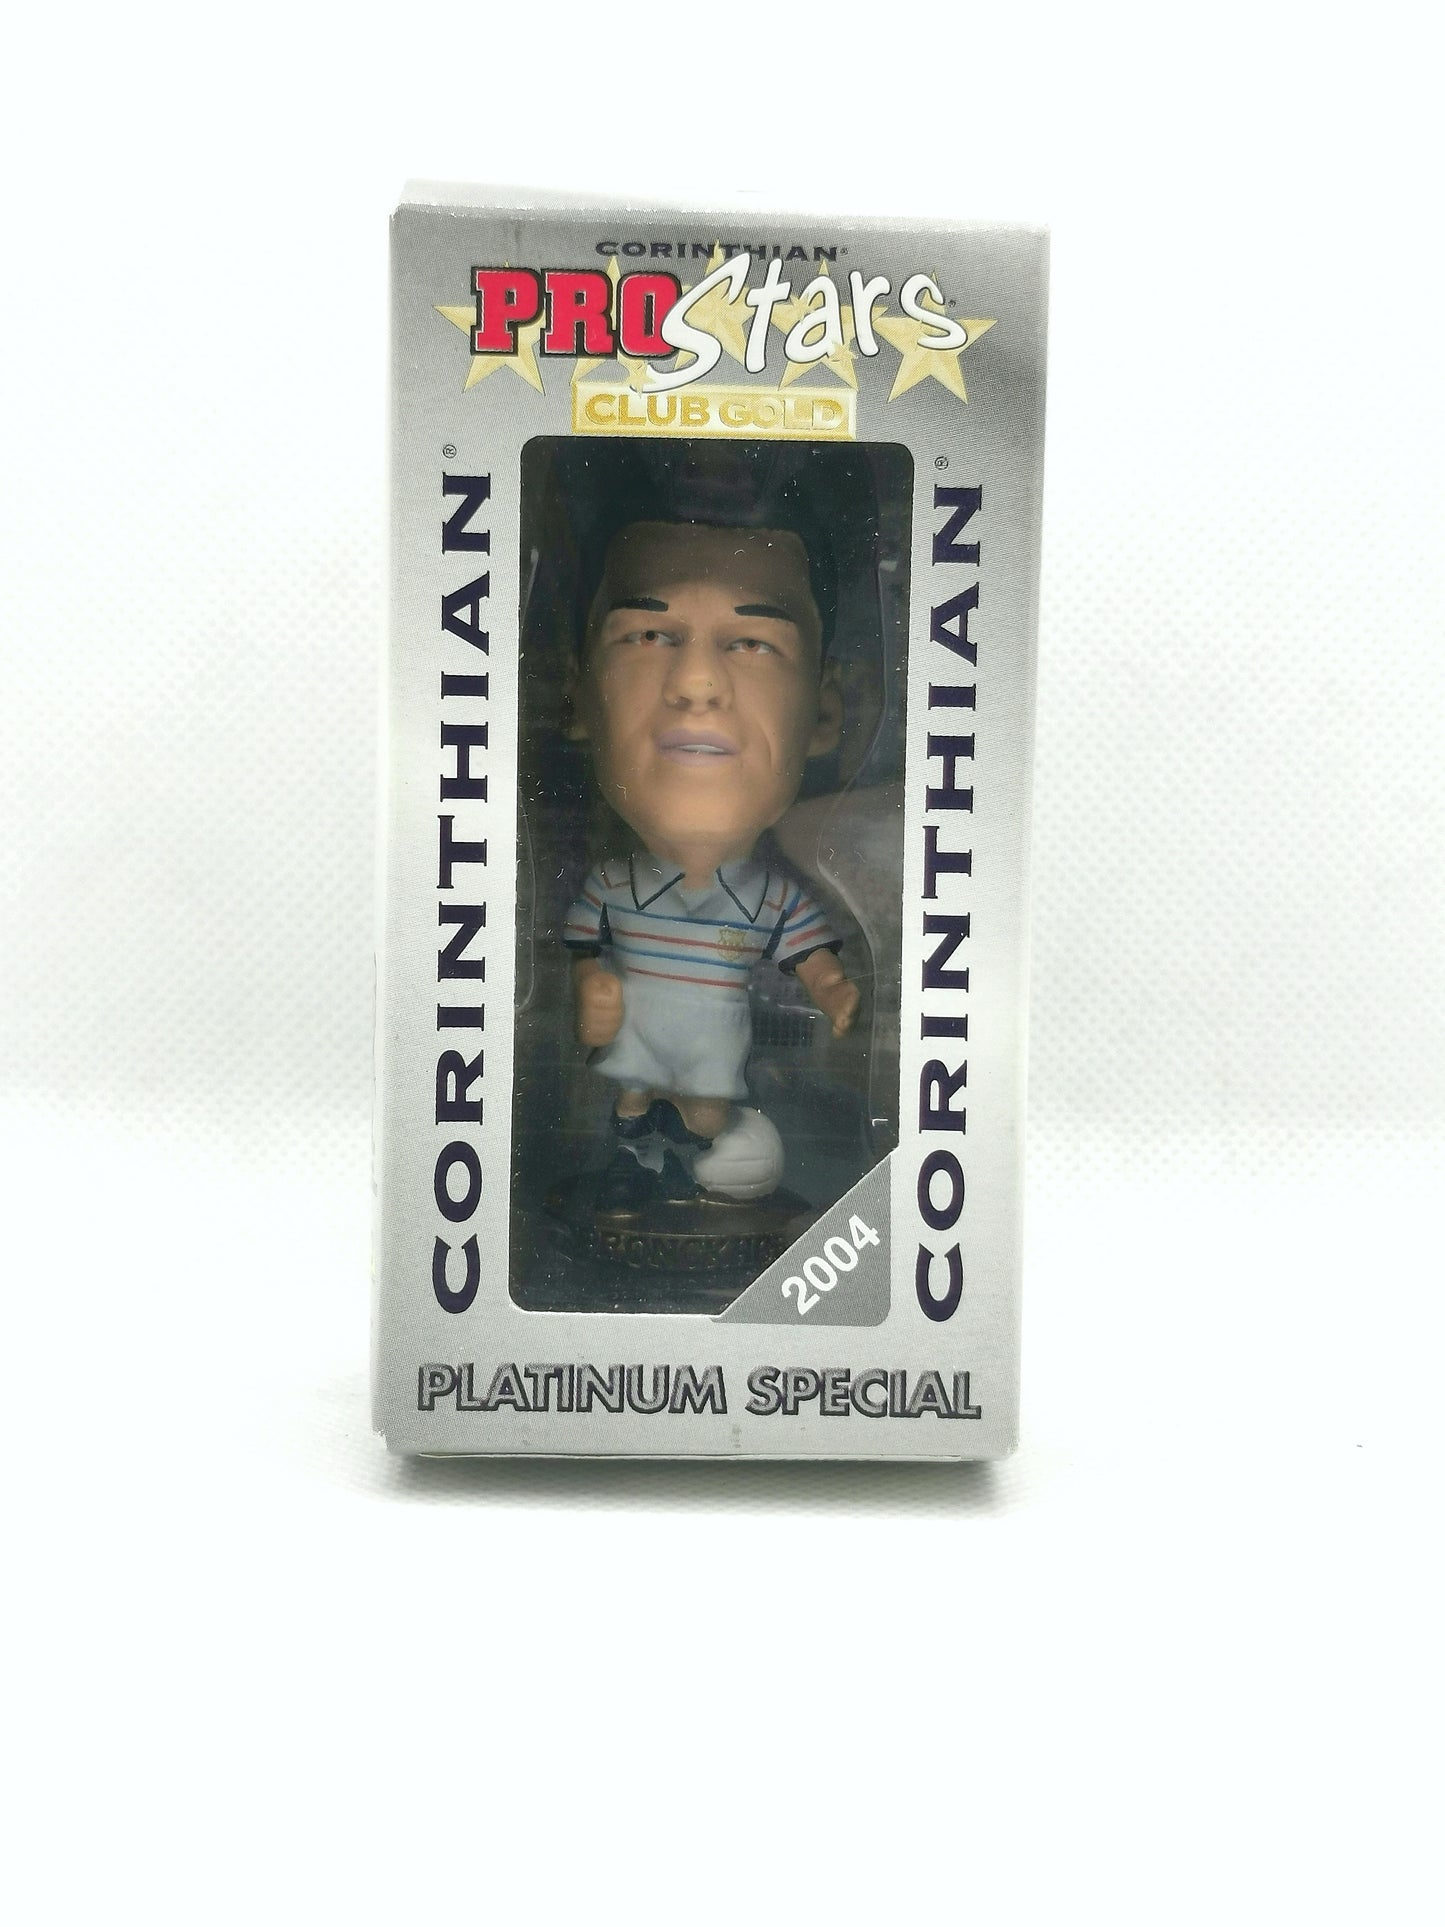 CORINTHIAN®
PROStars
CLUB GOLD
CORINTHIAN®
CORINTHIAN®
2004
PLATINUM SPECIAL